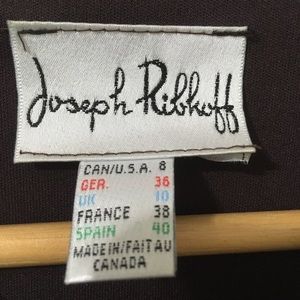 Joseph Ribkoff
CAN/U.S.A. 8
GER. 36
UK 10
FRANCE 38
SPAIN 40
MADE IN/FAIT AU
CANADA